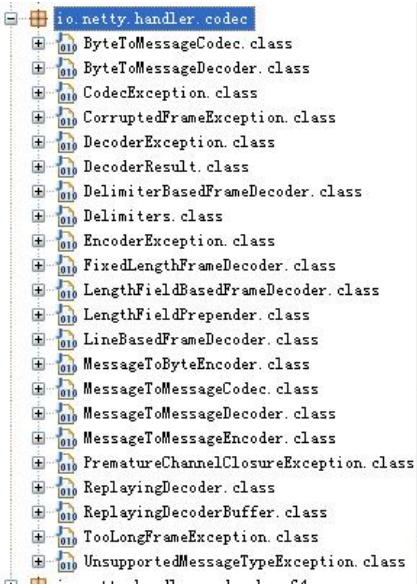 io.netty.handler.codec
ByteToMessageCodec.class
ByteToMessageDecoder.class
CodecException.class
CorruptedFrameException.class
DecoderException.class
DecoderResult.class
DelimiterBasedFrameDecoder.class
Delimiters.class
EncoderException.class
FixedLengthFrameDecoder.class
LengthFieldBasedFrameDecoder.class
LengthFieldPrepender.class
LineBasedFrameDecoder.class
MessageToByteEncoder.class
MessageToMessageCodec.class
MessageToMessageDecoder.class
MessageToMessageEncoder.class
PrematureChannelClosureException.class
ReplayingDecoder.class
ReplayingDecoderBuffer.class
TooLongFrameException.class
UnsupportedMessageTypeException.class